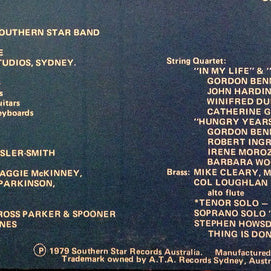 OUTHERN STAR BAND
E
TUDIOS, SYDNEY.
s
uitars
eyboards
SLER-SMITH
AGGIE McKINNEY,
PARKINSON,
ROSS PARKER & SPOONER
NES
String Quartet:
"IN MY LIFE" & "
GORDON BEN
JOHN HARDIN
WINIFRED DU
CATHERINE G
"HUNGRY YEARS
GORDON BEN
ROBERT INGR
IRENE MOROZ
BARBARA WO
Brass: MIKE CLEARY, M
COL LOUGHLAN
alto flute
*TENOR SOLO –
SOPRANO SOLO "
STEPHEN HOWSD
THING IS DON
Ⓟ 1979 Southern Star Records Australia. Manufactured
Trademark owned by A.T.A. Records Sydney, Austr